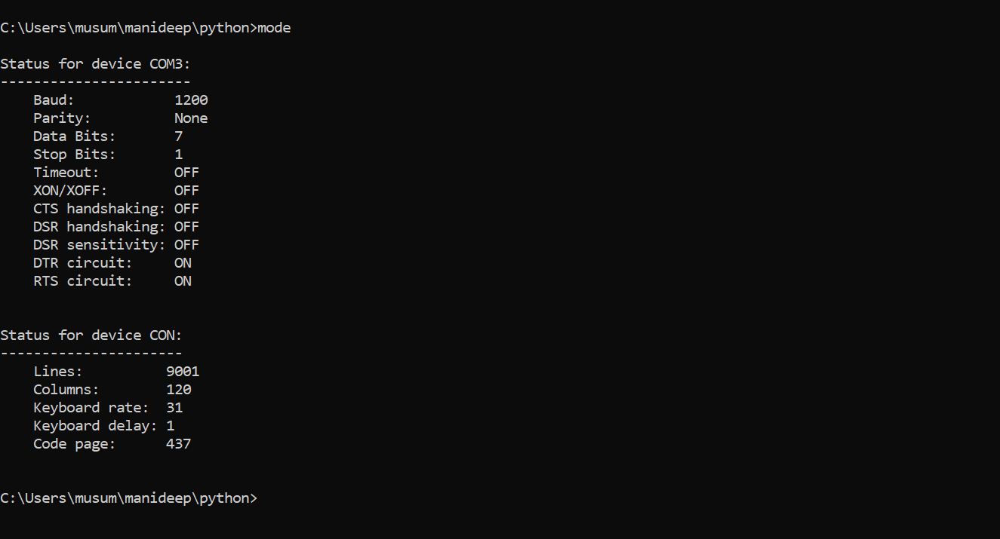 C:\Users\musum\manideep\python>mode
Status for device COM3:
-----------------------
    Baud:            1200
    Parity:          None
    Data Bits:       7
    Stop Bits:       1
    Timeout:         OFF
    XON/XOFF:        OFF
    CTS handshaking: OFF
    DSR handshaking: OFF
    DSR sensitivity: OFF
    DTR circuit:     ON
    RTS circuit:     ON
Status for device CON:
----------------------
    Lines:          9001
    Columns:        120
    Keyboard rate:  31
    Keyboard delay: 1
    Code page:      437
C:\Users\musum\manideep\python>